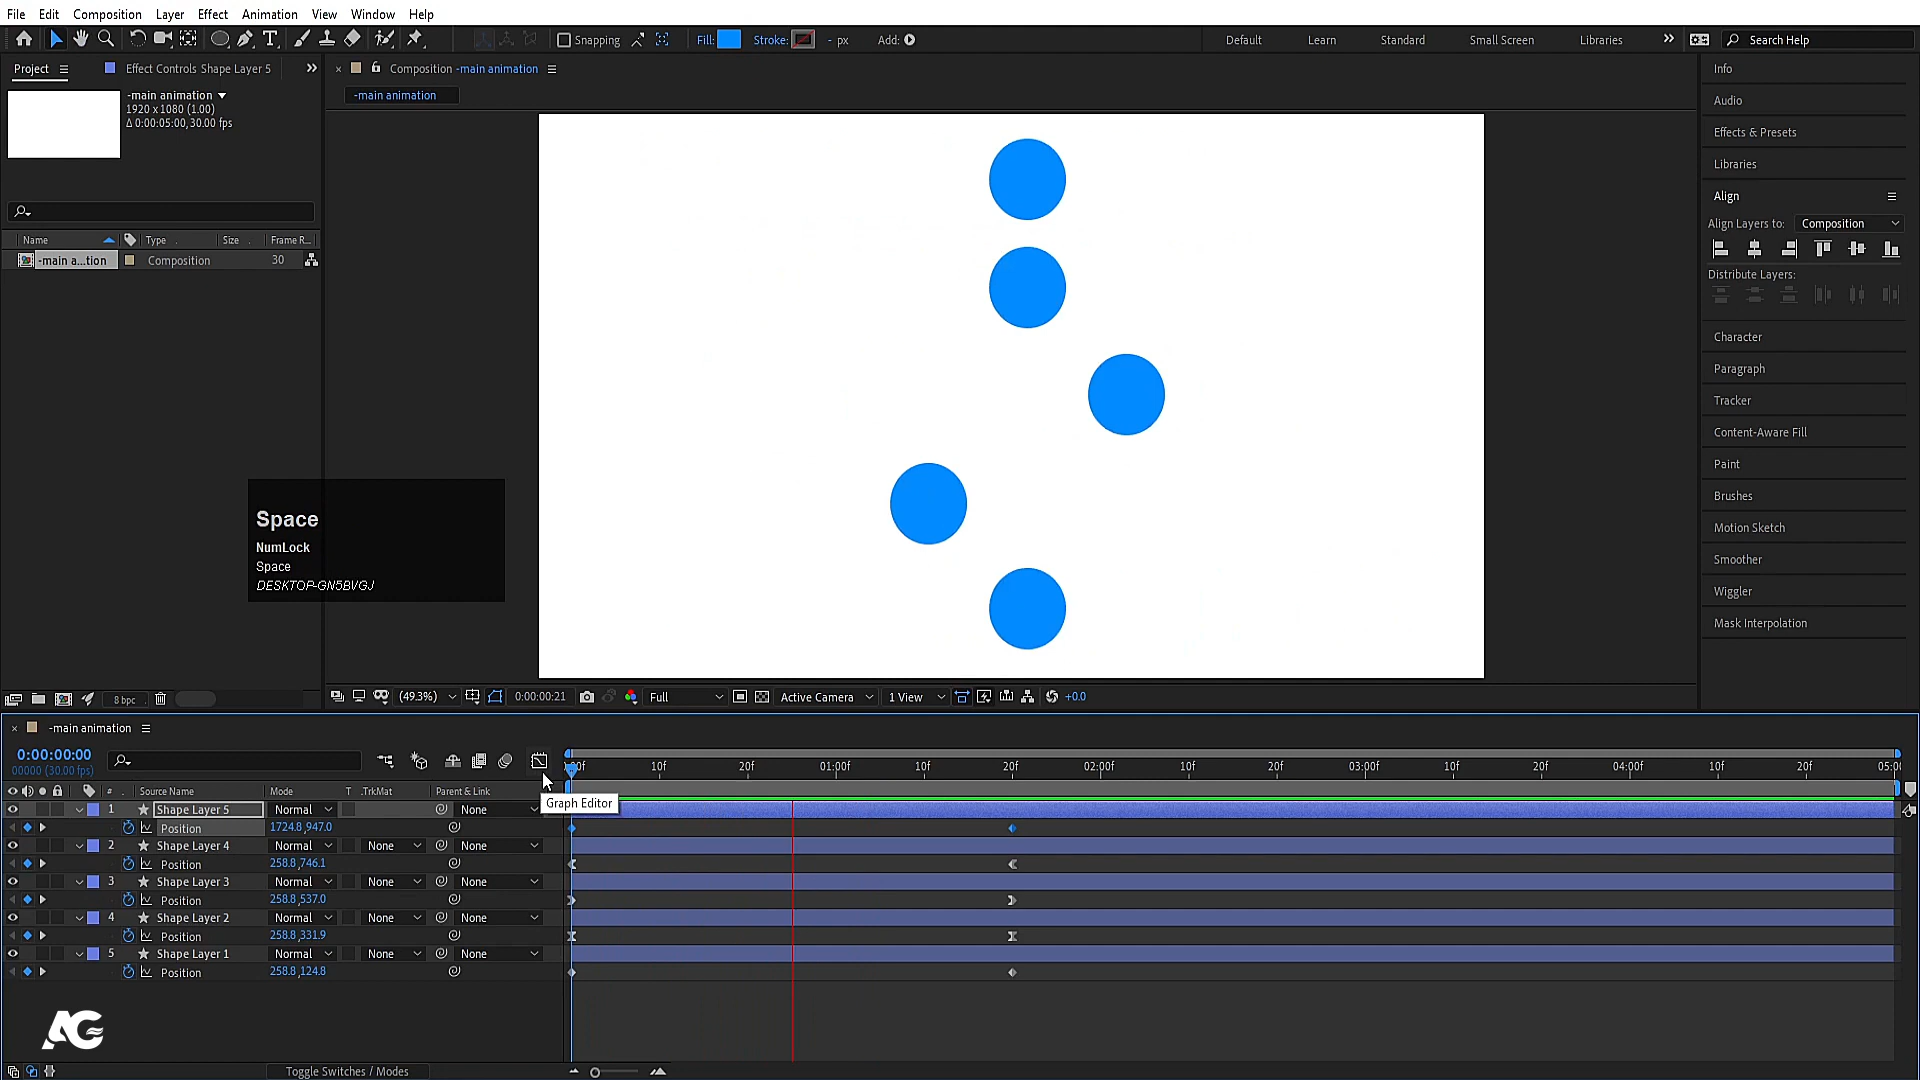 File Edit Composition Layer Effect Animation View Window Help
Snapping Fill: Stroke: - px Add: Default Learn Standard Small Screen Libraries Search Help
Project Effect Controls Shape Layer 5
Composition -main animation
-main animation
-main animation
1920 x 1080 (1.00)
Δ 0:00:05:00, 30.00 fps
Name Type Size Frame R...
-main a...tion Composition 30
Space
NumLock
Space
DESKTOP-GN5BVGJ
8 bpc
(49.3%) 0:00:00:21 Full Active Camera 1 View +0.0
Info
Audio
Effects & Presets
Libraries
Align
Align Layers to: Composition
Distribute Layers:
Character
Paragraph
Tracker
Content-Aware Fill
Paint
Brushes
Motion Sketch
Smoother
Wiggler
Mask Interpolation
-main animation
0:00:00:00
00000 (30.00 fps)
10f 20f 01:00f 10f 20f 02:00f 10f 20f 03:00f 10f 20f 04:00f 10f 20f 05:0
# Source Name Mode T .TrkMat Parent & Link
Graph Editor
1 Shape Layer 5 Normal None
Position 1724.8,947.0
2 Shape Layer 4 Normal None None
Position 258.8,746.1
3 Shape Layer 3 Normal None None
Position 258.8,537.0
4 Shape Layer 2 Normal None None
Position 258.8,331.9
5 Shape Layer 1 Normal None None
Position 258.8,124.8
AG
Toggle Switches / Modes